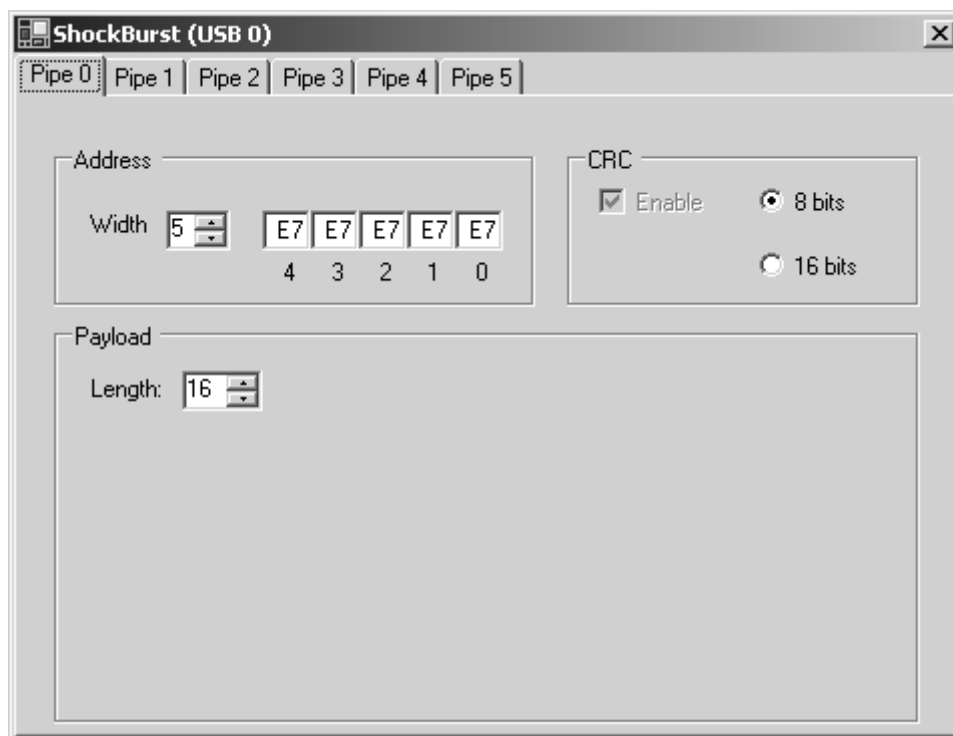 ShockBurst (USB 0)
Pipe 0 Pipe 1 Pipe 2 Pipe 3 Pipe 4 Pipe 5
Address
Width 5 E7 E7 E7 E7 E7
4 3 2 1 0
CRC
Enable 8 bits
16 bits
Payload
Length: 16